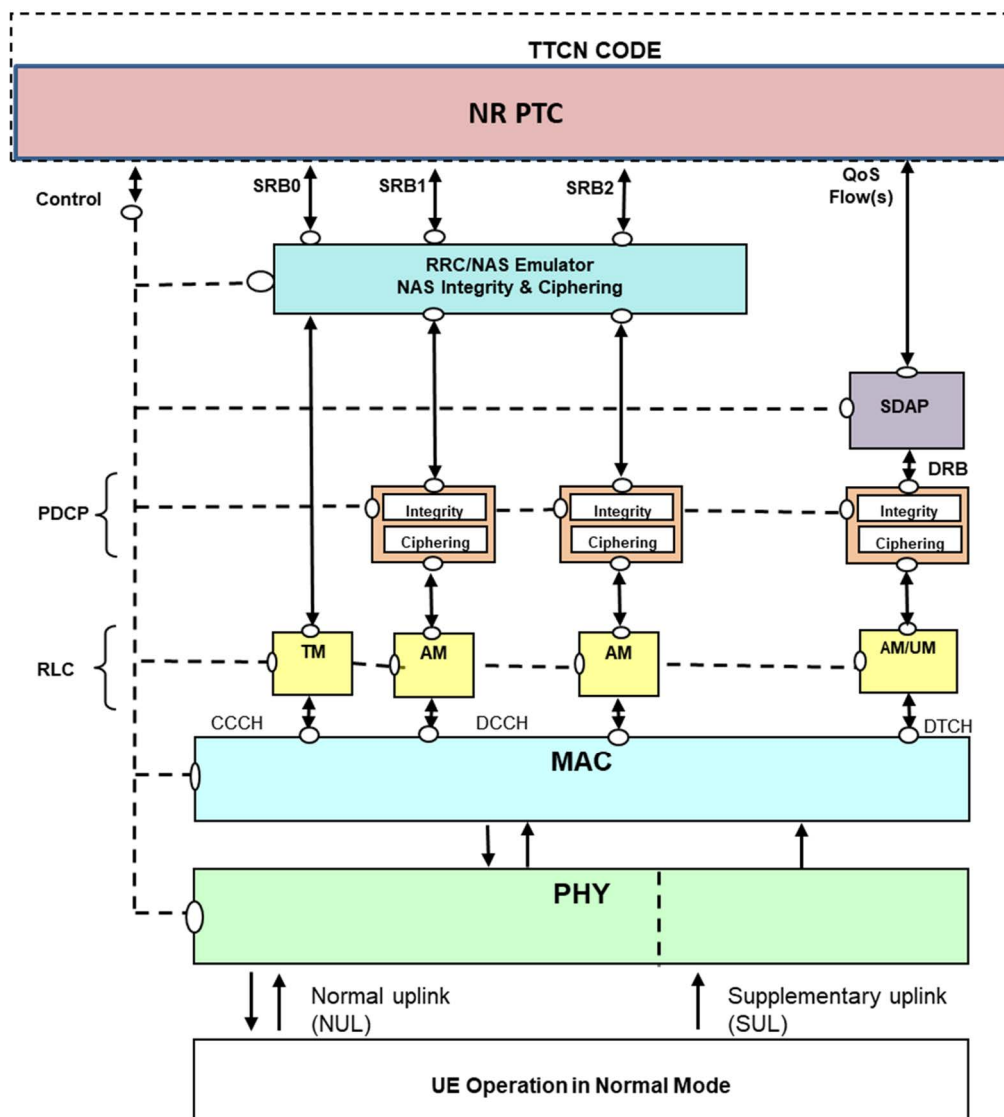 TTCN CODE
NR PTC
Control
SRB0
SRB1
SRB2
QoS
Flow(s)
RRC/NAS Emulator
NAS Integrity & Ciphering
SDAP
DRB
PDCP
Integrity
Ciphering
Integrity
Ciphering
Integrity
Ciphering
RLC
TM
AM
AM
AM/UM
CCCH
DCCH
DTCH
MAC
PHY
Normal uplink
(NUL)
Supplementary uplink
(SUL)
UE Operation in Normal Mode